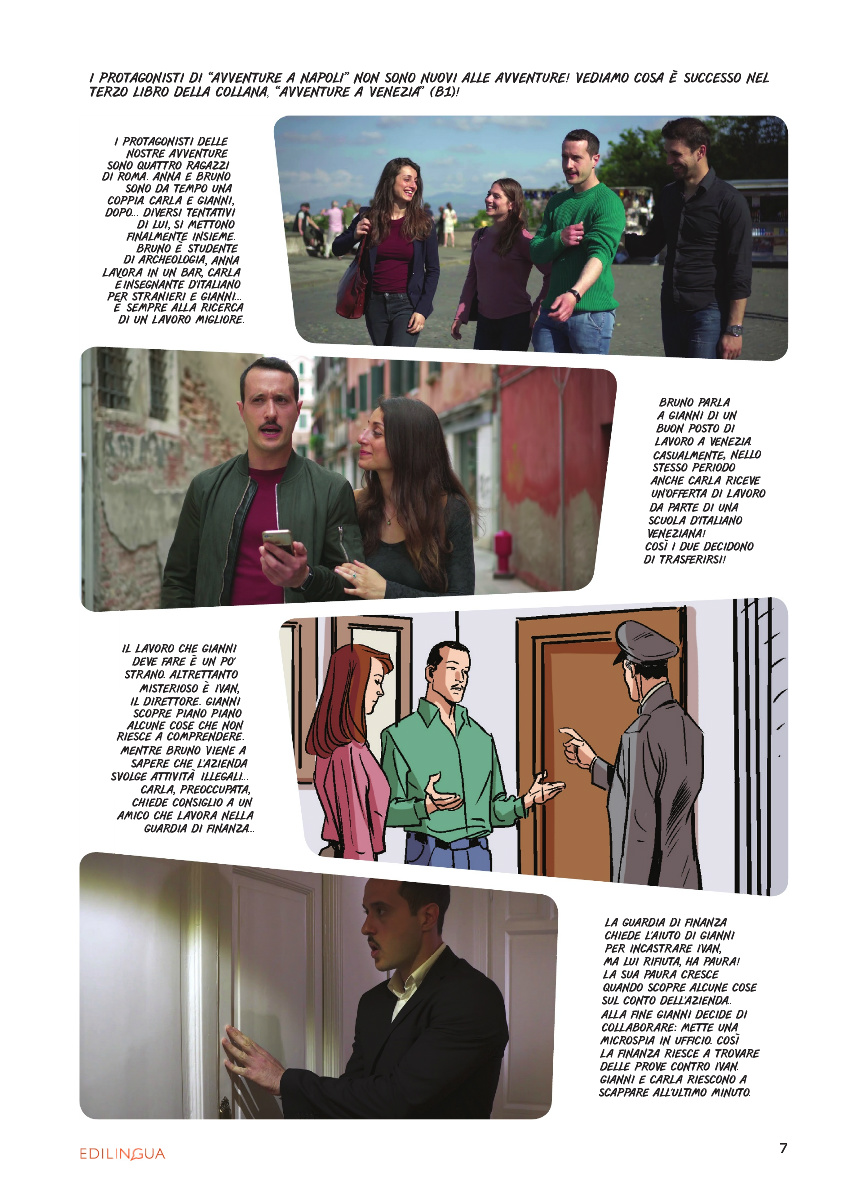 I PROTAGONISTI DI “AVVENTURE A NAPOLI” NON SONO NUOVI ALLE AVVENTURE! VEDIAMO COSA È SUCCESSO NEL
TERZO LIBRO DELLA COLLANA, “AVVENTURE A VENEZIA” (B1)!
I PROTAGONISTI DELLE
NOSTRE AVVENTURE
SONO QUATTRO RAGAZZI
DI ROMA. ANNA E BRUNO
SONO DA TEMPO UNA
COPPIA CARLA E GIANNI,
DOPO... DIVERSI TENTATIVI
DI LUI, SI METTONO
FINALMENTE INSIEME.
BRUNO È STUDENTE
DI ARCHEOLOGIA, ANNA
LAVORA IN UN BAR, CARLA
È INSEGNANTE D'ITALIANO
PER STRANIERI E GIANNI...
È SEMPRE ALLA RICERCA
DI UN LAVORO MIGLIORE.
BRUNO PARLA
A GIANNI DI UN
BUON POSTO DI
LAVORO A VENEZIA
CASUALMENTE, NELLO
STESSO PERIODO
ANCHE CARLA RICEVE
UN'OFFERTA DI LAVORO
DA PARTE DI UNA
SCUOLA D'ITALIANO
VENEZIANA!
COSÌ I DUE DECIDONO
DI TRASFERIRSI!
IL LAVORO CHE GIANNI
DEVE FARE È UN PO'
STRANO. ALTRETTANTO
MISTERIOSO È IVAN,
IL DIRETTORE. GIANNI
SCOPRE PIANO PIANO
ALCUNE COSE CHE NON
RIESCE A COMPRENDERE.
MENTRE BRUNO VIENE A
SAPERE CHE L'AZIENDA
SVOLGE ATTIVITÀ ILLEGALI...
CARLA, PREOCCUPATA,
CHIEDE CONSIGLIO A UN
AMICO CHE LAVORA NELLA
GUARDIA DI FINANZA...
LA GUARDIA DI FINANZA
CHIEDE L'AIUTO DI GIANNI
PER INCASTRARE IVAN,
MA LUI RIFIUTA, HA PAURA!
LA SUA PAURA CRESCE
QUANDO SCOPRE ALCUNE COSE
SUL CONTO DELL'AZIENDA...
ALLA FINE GIANNI DECIDE DI
COLLABORARE: METTE UNA
MICROSPIA IN UFFICIO. COSÌ
LA FINANZA RIESCE A TROVARE
DELLE PROVE CONTRO IVAN.
GIANNI E CARLA RIESCONO A
SCAPPARE ALL'ULTIMO MINUTO.
EDILINGUA
7